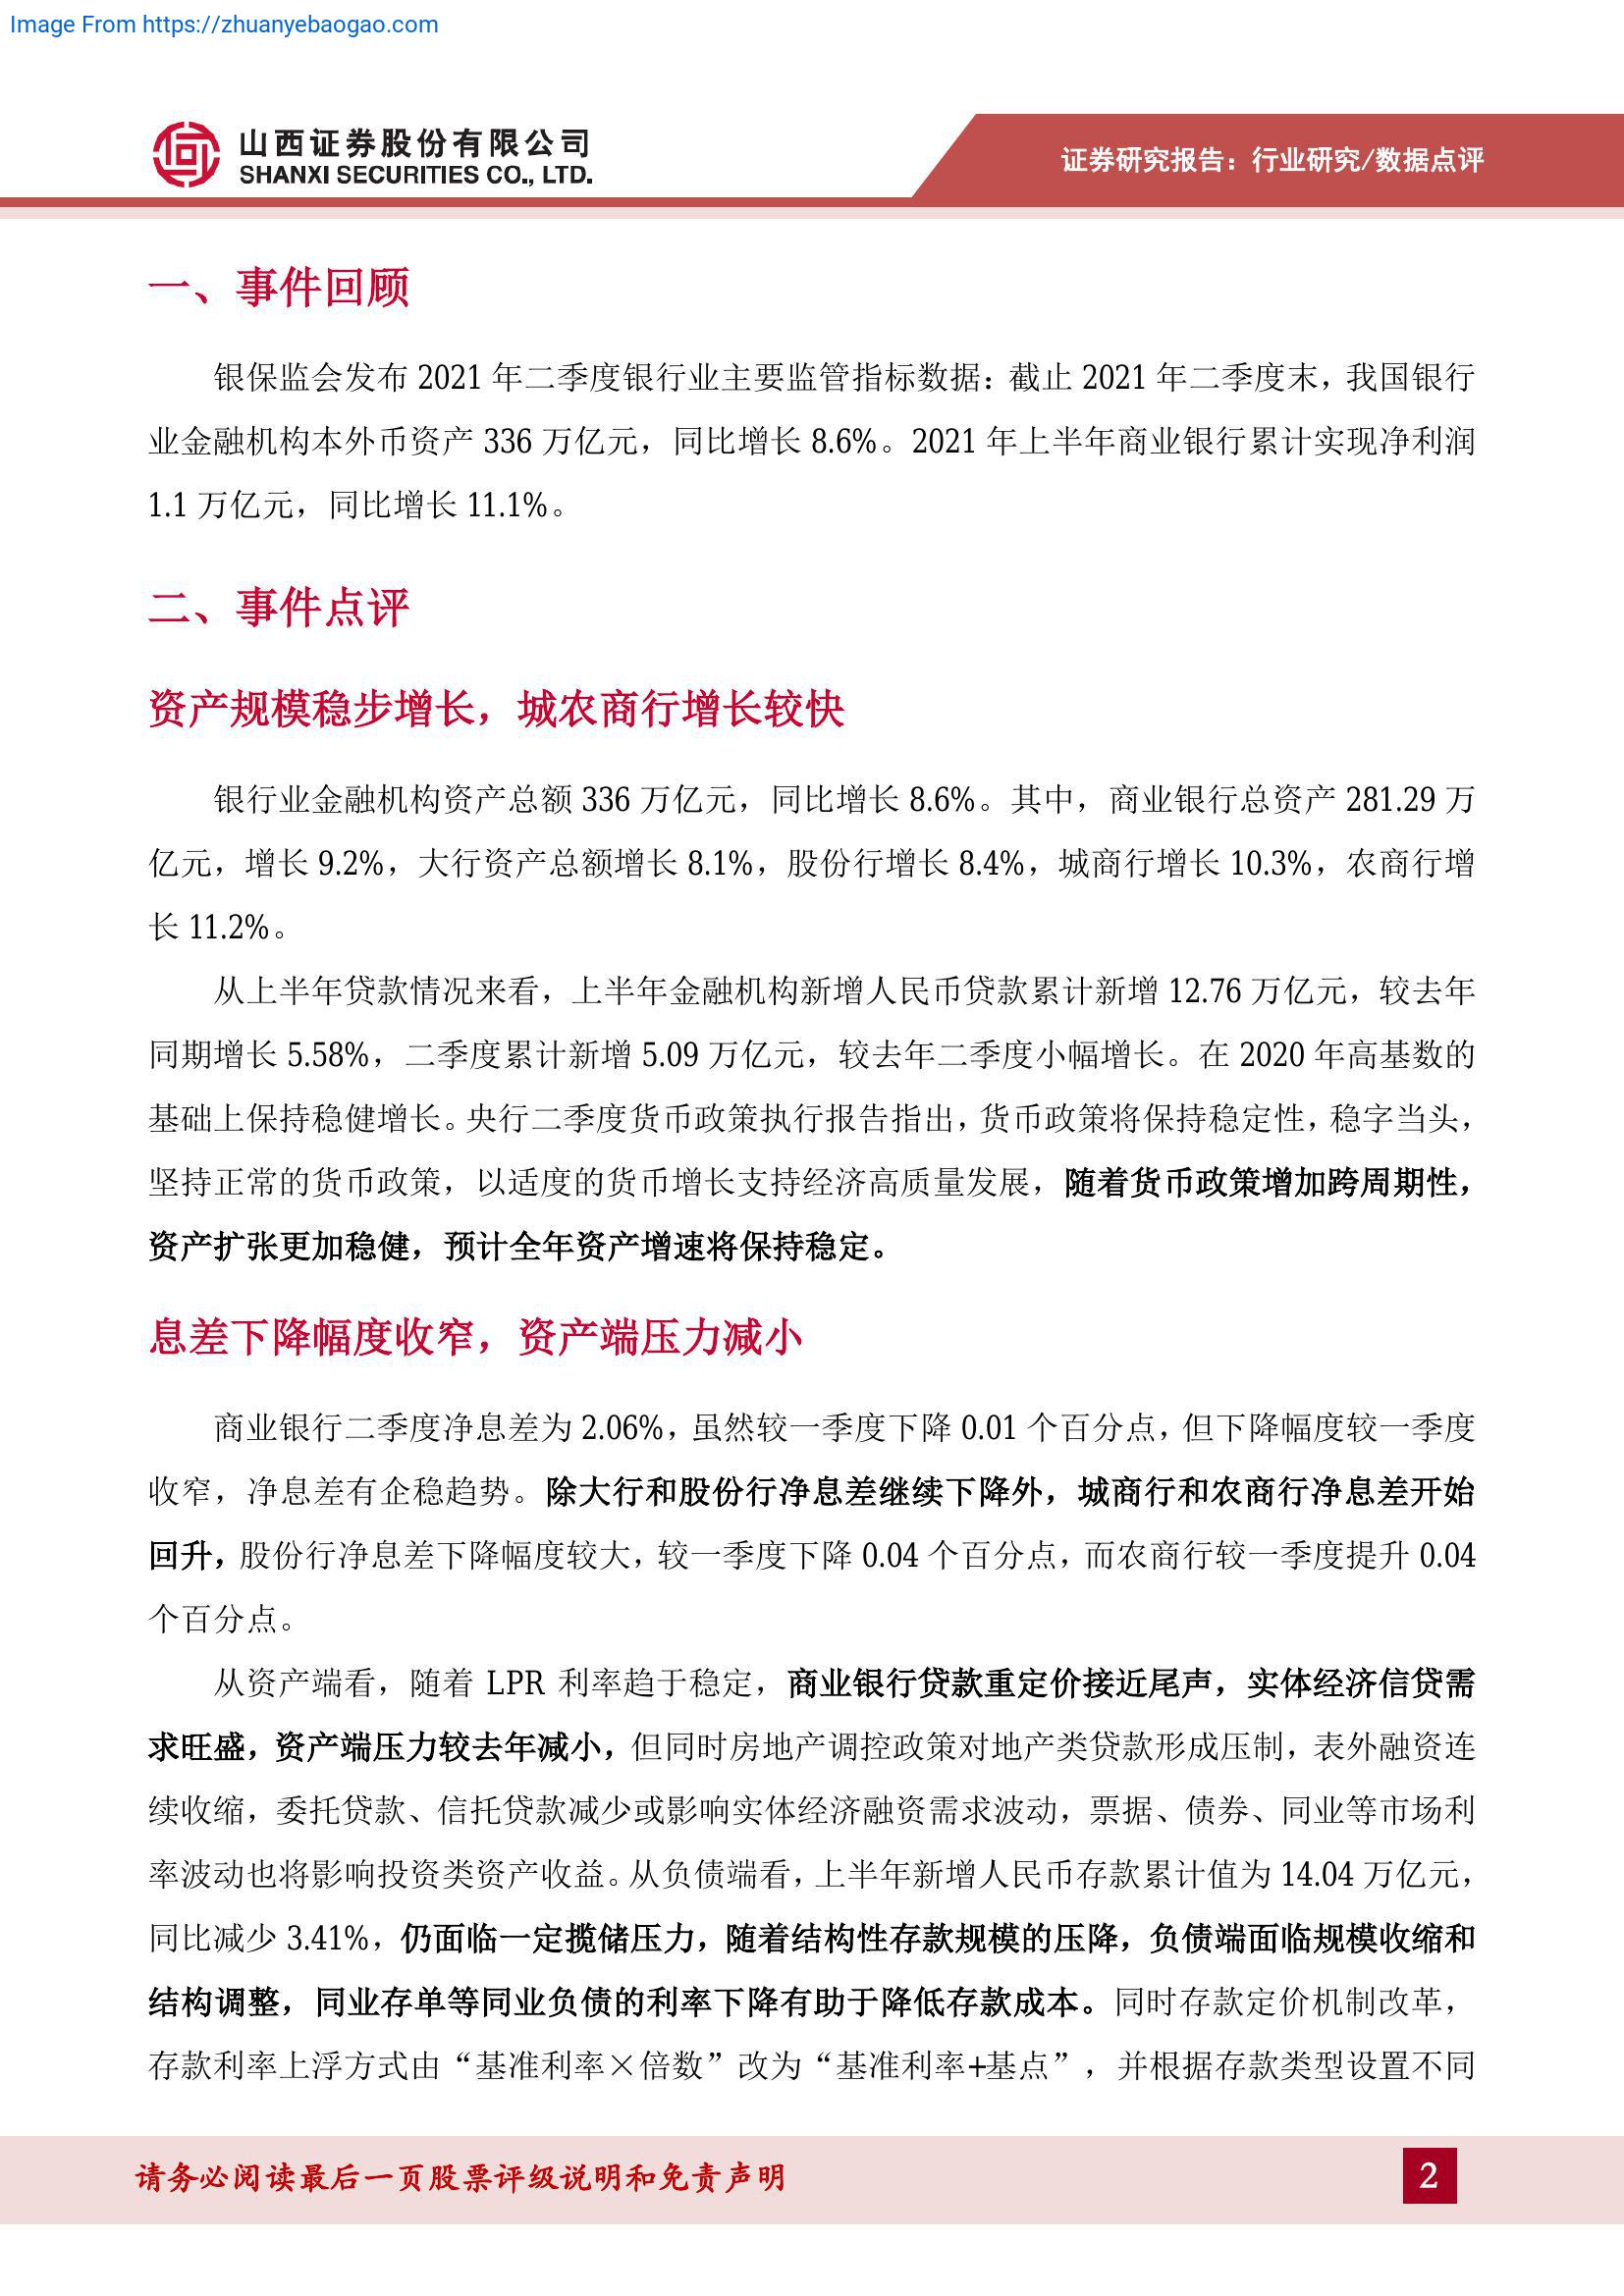 Image From https://zhuanyebaogao.com
山西证券股份有限公司
SHANXI SECURITIES CO., LTD.
证券研究报告：行业研究/数据点评
一、事件回顾
银保监会发布 2021 年二季度银行业主要监管指标数据：截止 2021 年二季度末，我国银行
业金融机构本外币资产 336 万亿元，同比增长 8.6%。2021 年上半年商业银行累计实现净利润
1.1 万亿元，同比增长 11.1%。
二、事件点评
资产规模稳步增长，城农商行增长较快
银行业金融机构资产总额 336 万亿元，同比增长 8.6%。其中，商业银行总资产 281.29 万
亿元，增长 9.2%，大行资产总额增长 8.1%，股份行增长 8.4%，城商行增长 10.3%，农商行增
长 11.2%。
从上半年贷款情况来看，上半年金融机构新增人民币贷款累计新增 12.76 万亿元，较去年
同期增长 5.58%，二季度累计新增 5.09 万亿元，较去年二季度小幅增长。在 2020 年高基数的
基础上保持稳健增长。央行二季度货币政策执行报告指出，货币政策将保持稳定性，稳字当头，
坚持正常的货币政策，以适度的货币增长支持经济高质量发展，随着货币政策增加跨周期性，
资产扩张更加稳健，预计全年资产增速将保持稳定。
息差下降幅度收窄，资产端压力减小
商业银行二季度净息差为 2.06%，虽然较一季度下降 0.01 个百分点，但下降幅度较一季度
收窄，净息差有企稳趋势。除大行和股份行净息差继续下降外，城商行和农商行净息差开始
回升，股份行净息差下降幅度较大，较一季度下降 0.04 个百分点，而农商行较一季度提升 0.04
个百分点。
从资产端看，随着 LPR 利率趋于稳定，商业银行贷款重定价接近尾声，实体经济信贷需
求旺盛，资产端压力较去年减小，但同时房地产调控政策对地产类贷款形成压制，表外融资连
续收缩，委托贷款、信托贷款减少或影响实体经济融资需求波动，票据、债券、同业等市场利
率波动也将影响投资类资产收益。从负债端看，上半年新增人民币存款累计值为 14.04 万亿元，
同比减少 3.41%，仍面临一定揽储压力，随着结构性存款规模的压降，负债端面临规模收缩和
结构调整，同业存单等同业负债的利率下降有助于降低存款成本。同时存款定价机制改革，
存款利率上浮方式由“基准利率×倍数”改为“基准利率+基点”，并根据存款类型设置不同
请务必阅读最后一页股票评级说明和免责声明
2